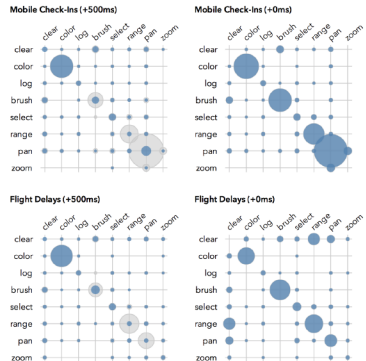 Mobile Check-Ins (+500ms)
clear color log brush select range pan zoom
clear
color
log
brush
select
range
pan
zoom
Mobile Check-Ins (+0ms)
clear color log brush select range pan zoom
clear
color
log
brush
select
range
pan
zoom
Flight Delays (+500ms)
clear color log brush select range pan zoom
clear
color
log
brush
select
range
pan
zoom
Flight Delays (+0ms)
clear color log brush select range pan zoom
clear
color
log
brush
select
range
pan
zoom